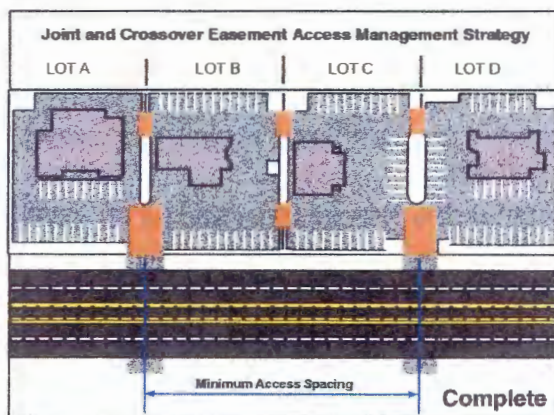 Joint and Crossover Easement Access Management Strategy
LOT A LOT B LOT C LOT D
Minimum Access Spacing
Complete